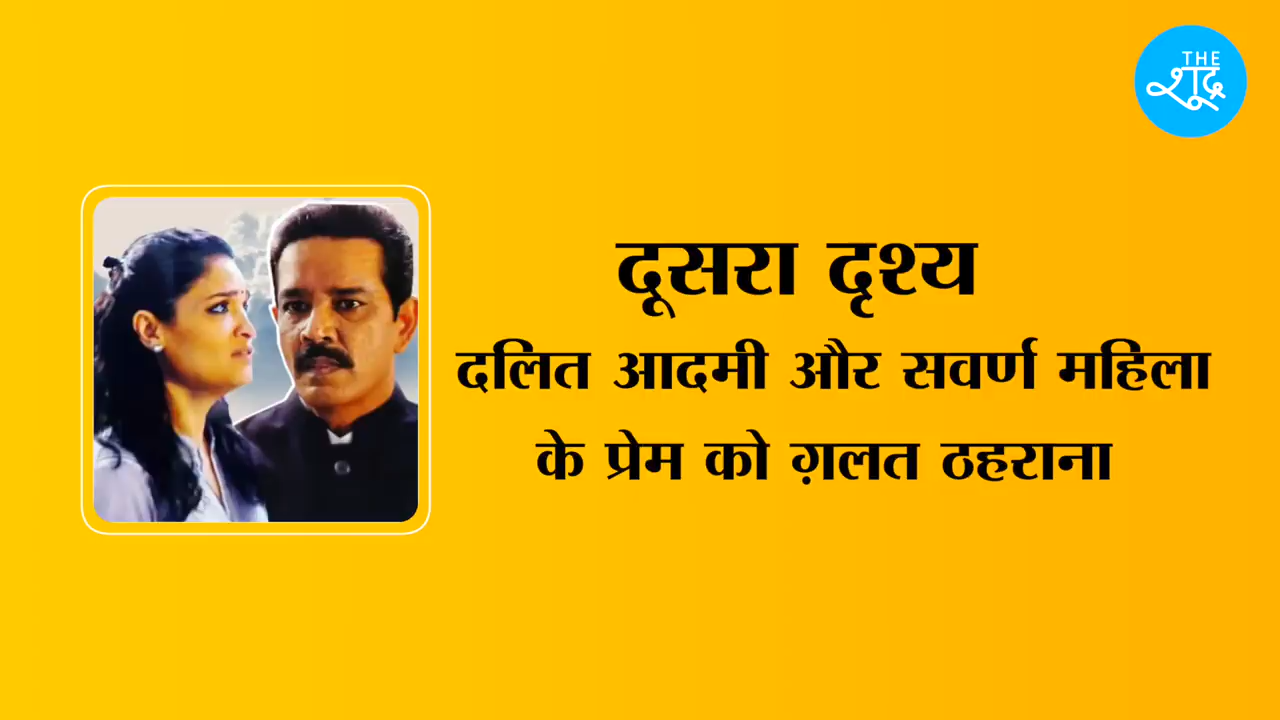 THE
शूद्र
दूसरा दृश्य
दलित आदमी और सवर्ण महिला
के प्रेम को ग़लत ठहराना